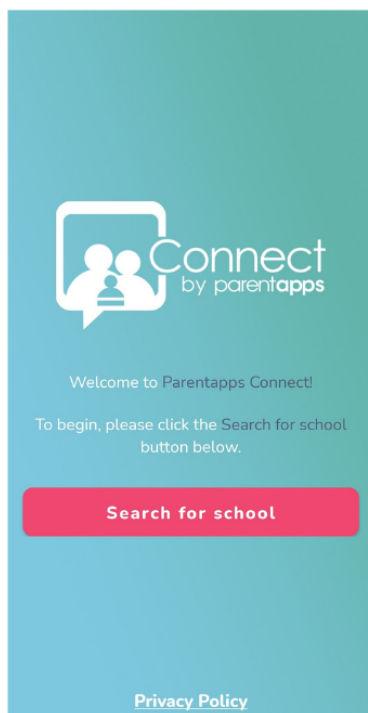 Connect
by parentapps
Welcome to Parentapps Connect!
To begin, please click the Search for school
button below.
Search for school
Privacy Policy